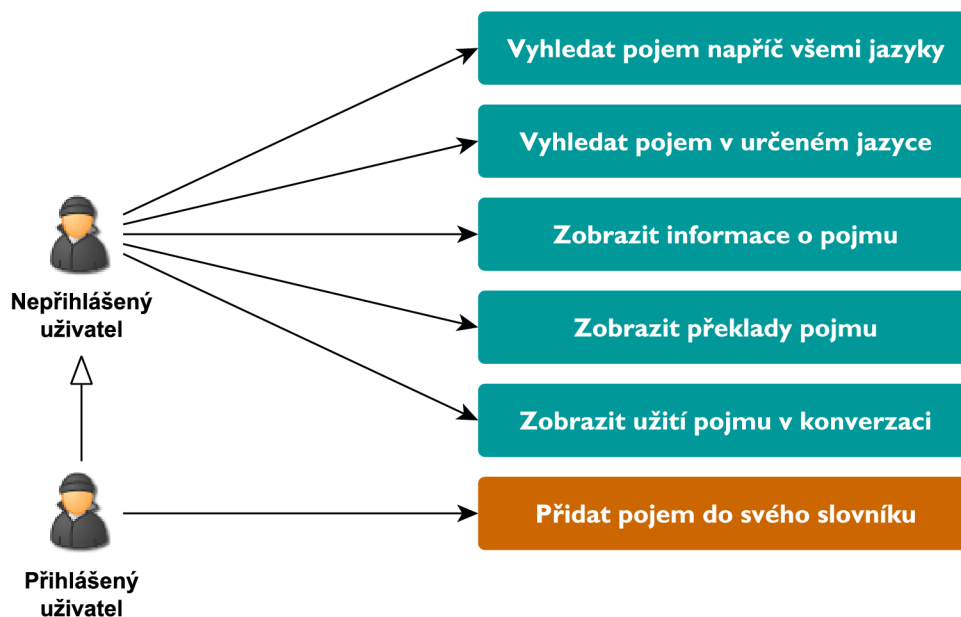 Vyhledat pojem napříč všemi jazyky
Vyhledat pojem v určeném jazyce
Zobrazit informace o pojmu
Nepřihlášený
uživatel
Zobrazit překlady pojmu
Zobrazit užití pojmu v konverzaci
Přidat pojem do svého slovníku
Přihlášený
uživatel